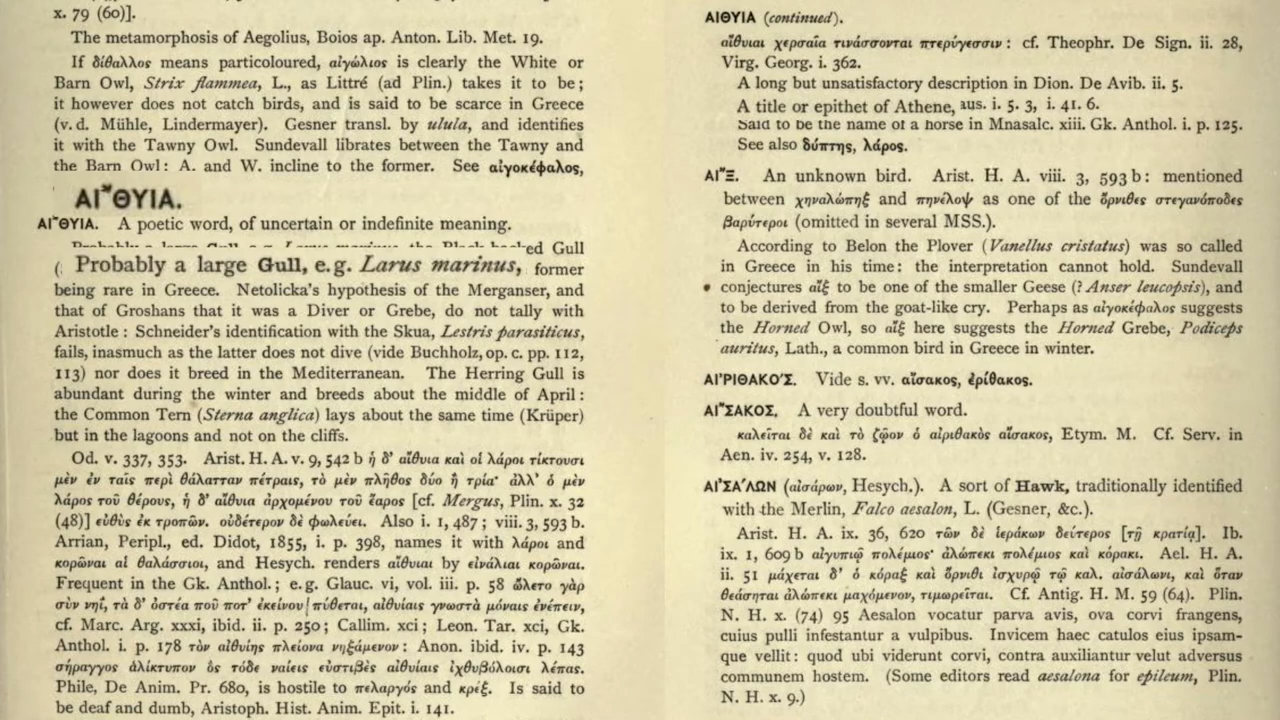 x. 79 (60)].
The metamorphosis of Aegolius, Boios ap. Anton. Lib. Met. 19.
If δίθαλλος means particoloured, αἰγώλιος is clearly the White or
Barn Owl, Strix flammea, L., as Littré (ad Plin.) takes it to be;
it however does not catch birds, and is said to be scarce in Greece
(v. d. Mühle, Lindermayer). Gesner transl. by ulula, and identifies
it with the Tawny Owl. Sundevall librates between the Tawny and
the Barn Owl: A. and W. incline to the former. See αἰγοκέφαλος,
ΑΙ῎ΘΥΙΑ.
ΑΙ῎ΘΥΙΑ. A poetic word, of uncertain or indefinite meaning.
ed Gull
( Probably a large Gull, e.g. Larus marinus, former
being rare in Greece. Netolicka's hypothesis of the Merganser, and
that of Groshans that it was a Diver or Grebe, do not tally with
Aristotle: Schneider's identification with the Skua, Lestris parasiticus,
fails, inasmuch as the latter does not dive (vide Buchholz, op. c. pp. 112,
113) nor does it breed in the Mediterranean. The Herring Gull is
abundant during the winter and breeds about the middle of April:
the Common Tern (Sterna anglica) lays about the same time (Krüper)
but in the lagoons and not on the cliffs.
Od. v. 337, 353. Arist. H. A. v. 9, 542 b ἡ δ' αἴθυια καὶ οἱ λάροι τίκτουσι
μὲν ἐν ταῖς περὶ θάλατταν πέτραις, τὸ μὲν πλῆθος δύο ἢ τρία· ἀλλ' ὁ μὲν
λάρος τοῦ θέρους, ἡ δ' αἴθυια ἀρχομένου τοῦ ἔαρος [cf. Mergus, Plin. x. 32
(48)] εὐθὺς ἐκ τροπῶν. οὐδέτερον δὲ φωλεύει. Also i. 1, 487; viii. 3, 593 b.
Arrian, Peripl., ed. Didot, 1855, i. p. 398, names it with λάροι and
κορῶναι αἱ θαλάσσιοι, and Hesych. renders αἴθυιαι by εἰνάλιαι κορῶναι.
Frequent in the Gk. Anthol.; e.g. Glauc. vi, vol. iii. p. 58 ὤλετο γὰρ
σὺν νηΐ, τὰ δ' ὀστέα ποῦ ποτ' ἐκείνου πύθεται, αἰθυίαις γνωστὰ μόναις ἐνέπειν,
cf. Marc. Arg. xxxi, ibid. ii. p. 250; Callim. xci; Leon. Tar. xci, Gk.
Anthol. i. p. 178 τὸν αἰθυίης πλείονα νηξάμενον: Anon. ibid. iv. p. 143
σήραγγος ἁλίκτυπον ὃς τόδε ναίεις εὐστιβὲς αἰθυίαις ἰχθυβόλοισι λέπας.
Phile, De Anim. Pr. 680, is hostile to πελαργός and κρέξ. Is said to
be deaf and dumb, Aristoph. Hist. Anim. Epit. i. 141.
ΑΙΘΥΙΑ (continued).
αἴθυιαι χερσαῖα τινάσσονται πτερύγεσσιν: cf. Theophr. De Sign. ii. 28,
Virg. Georg. i. 362.
A long but unsatisfactory description in Dion. De Avib. ii. 5.
A title or epithet of Athene, aus. i. 5. 3, i. 41. 6.
Said to be the name of a horse in Mnasalc. xiii. Gk. Anthol. i. p. 125.
See also δύπτης, λάρος.
ΑΙ῎Ξ. An unknown bird. Arist. H. A. viii. 3, 593 b: mentioned
between χηναλώπηξ and πηνέλοψ as one of the ὄρνιθες στεγανόποδες
βαρύτεροι (omitted in several MSS.).
According to Belon the Plover (Vanellus cristatus) was so called
in Greece in his time: the interpretation cannot hold. Sundevall
conjectures αἴξ to be one of the smaller Geese (? Anser leucopsis), and
to be derived from the goat-like cry. Perhaps as αἰγοκέφαλος suggests
the Horned Owl, so αἴξ here suggests the Horned Grebe, Podiceps
auritus, Lath., a common bird in Greece in winter.
ΑΙ᾿ΡΙΘΑΚΟ΄Σ. Vide s. vv. αἴσακος, ἐρίθακος.
ΑΙ῎ΣΑΚΟΣ. A very doubtful word.
καλεῖται δὲ καὶ τὸ ζῷον ὁ αἰριθακὸς αἴσακος, Etym. M. Cf. Serv. in
Aen. iv. 254, v. 128.
ΑΙ᾿ΣΑ΄ΛΩΝ (αἰσάρων, Hesych.). A sort of Hawk, traditionally identified
with the Merlin, Falco aesalon, L. (Gesner, &c.).
Arist. H. A. ix. 36, 620 τῶν δὲ ἱεράκων δεύτερος [τῇ κρατίᾳ]. Ib.
ix. 1, 609 b αἰγυπιῷ πολέμιος· ἀλώπεκι πολέμιος καὶ κόρακι. Ael. H. A.
ii. 51 μάχεται δ' ὁ κόραξ καὶ ὄρνιθι ἰσχυρῷ τῷ καλ. αἰσάλωνι, καὶ ὅταν
θεάσηται ἀλώπεκι μαχόμενον, τιμωρεῖται. Cf. Antig. H. M. 59 (64). Plin.
N. H. x. (74) 95 Aesalon vocatur parva avis, ova corvi frangens,
cuius pulli infestantur a vulpibus. Invicem haec catulos eius ipsam-
que vellit: quod ubi viderunt corvi, contra auxiliantur velut adversus
communem hostem. (Some editors read aesalona for epileum, Plin.
N. H. x. 9.)